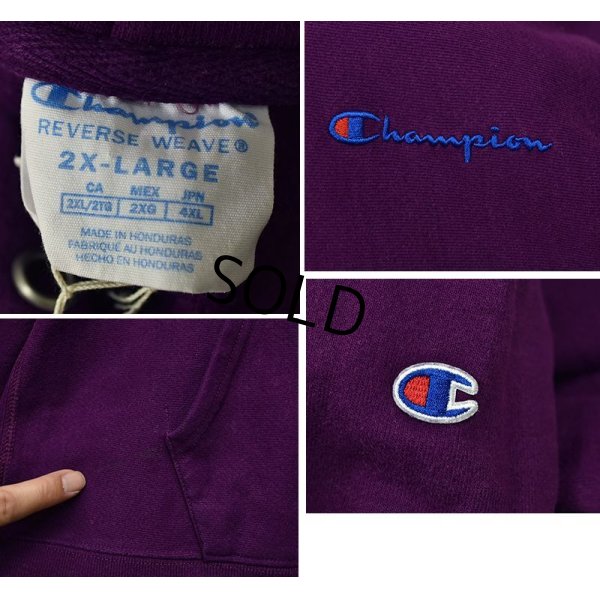 Champion
REVERSE WEAVE®
2X-LARGE
CA MEX JPN
2XL/2TG 2XG 4XL
MADE IN HONDURAS
FABRIQUÉ AU HONDURAS
HECHO EN HONDURAS
Champion
SOLD